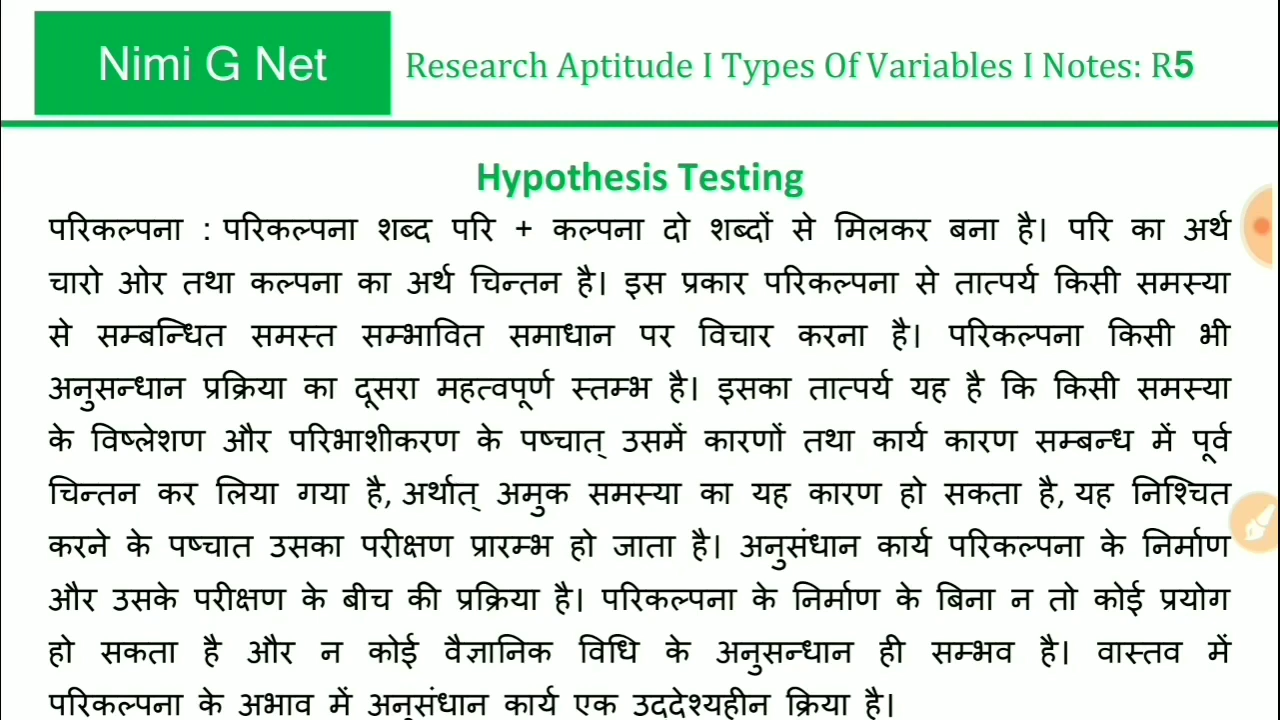 Nimi G Net
Research Aptitude I Types Of Variables I Notes: R5
Hypothesis Testing
परिकल्पना : परिकल्पना शब्द परि + कल्पना दो शब्दों से मिलकर बना है। परि का अर्थ
चारो ओर तथा कल्पना का अर्थ चिन्तन है। इस प्रकार परिकल्पना से तात्पर्य किसी समस्या
से सम्बन्धित समस्त सम्भावित समाधान पर विचार करना है। परिकल्पना किसी भी
अनुसन्धान प्रक्रिया का दूसरा महत्वपूर्ण स्तम्भ है। इसका तात्पर्य यह है कि किसी समस्या
के विष्लेशण और परिभाशीकरण के पष्चात् उसमें कारणों तथा कार्य कारण सम्बन्ध में पूर्व
चिन्तन कर लिया गया है, अर्थात् अमुक समस्या का यह कारण हो सकता है, यह निश्चित
करने के पष्चात उसका परीक्षण प्रारम्भ हो जाता है। अनुसंधान कार्य परिकल्पना के निर्माण
और उसके परीक्षण के बीच की प्रक्रिया है। परिकल्पना के निर्माण के बिना न तो कोई प्रयोग
हो सकता है और न कोई वैज्ञानिक विधि के अनुसन्धान ही सम्भव है। वास्तव में
परिकल्पना के अभाव में अनुसंधान कार्य एक उददेश्यहीन क्रिया है।